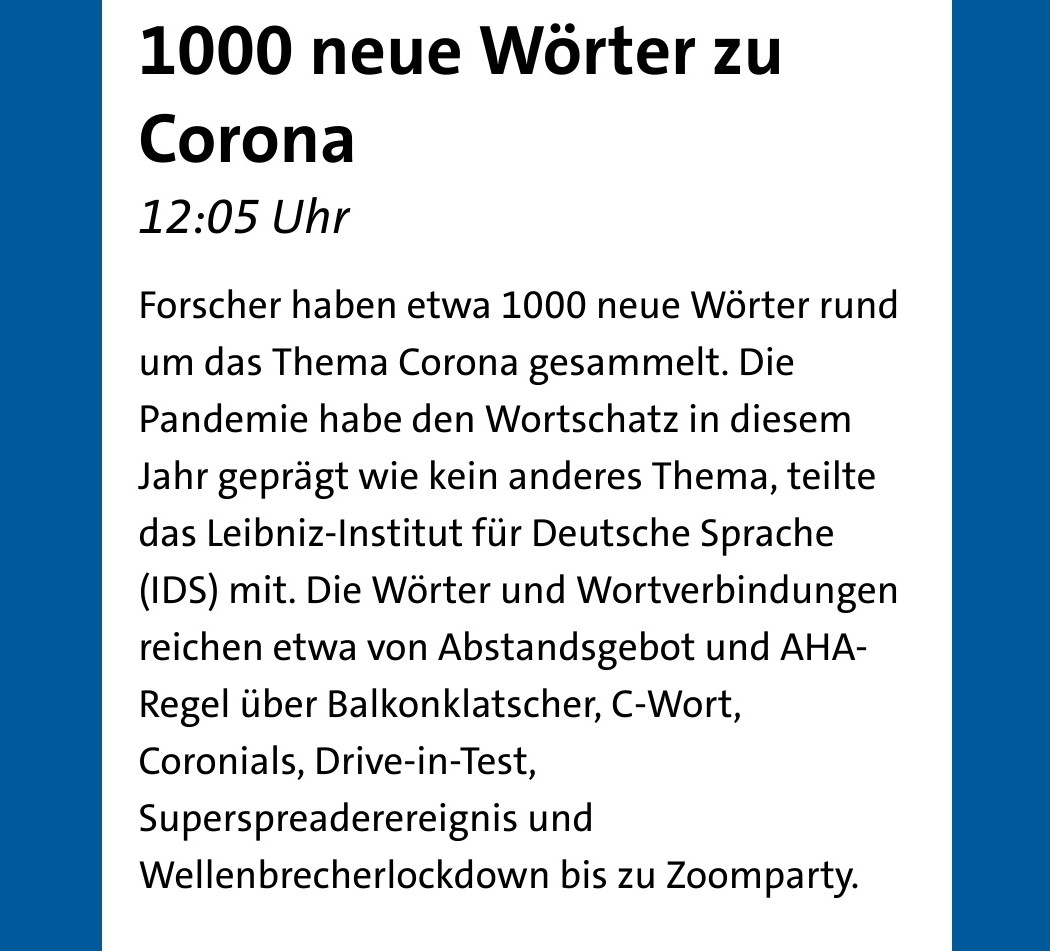 1000 neue Wörter zu
Corona
12:05 Uhr
Forscher haben etwa 1000 neue Wörter rund
um das Thema Corona gesammelt. Die
Pandemie habe den Wortschatz in diesem
Jahr geprägt wie kein anderes Thema, teilte
das Leibniz-Institut für Deutsche Sprache
(IDS) mit. Die Wörter und Wortverbindungen
reichen etwa von Abstandsgebot und AHA-
Regel über Balkonklatscher, C-Wort,
Coronials, Drive-in-Test,
Superspreaderereignis und
Wellenbrecherlockdown bis zu Zoomparty.